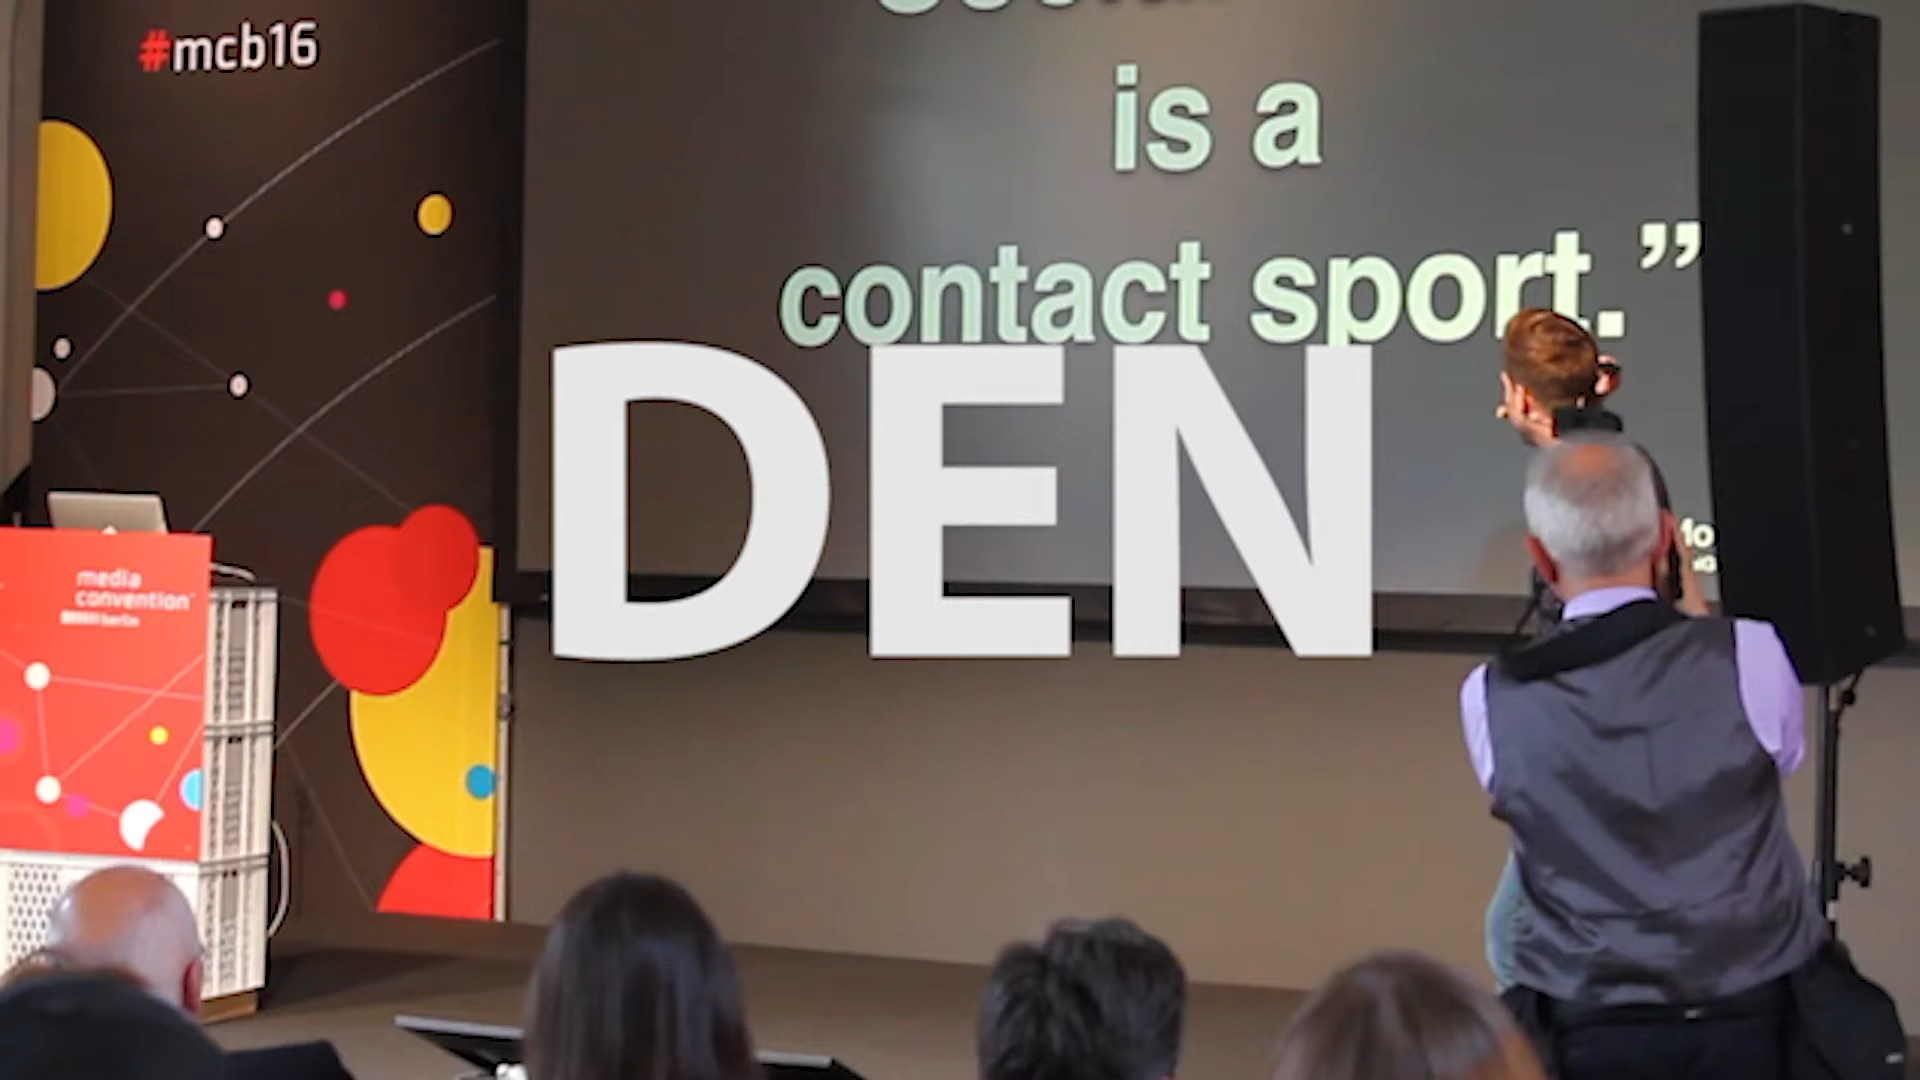 #mcb16
is a
contact sport.”
DEN
media
convention
berlin